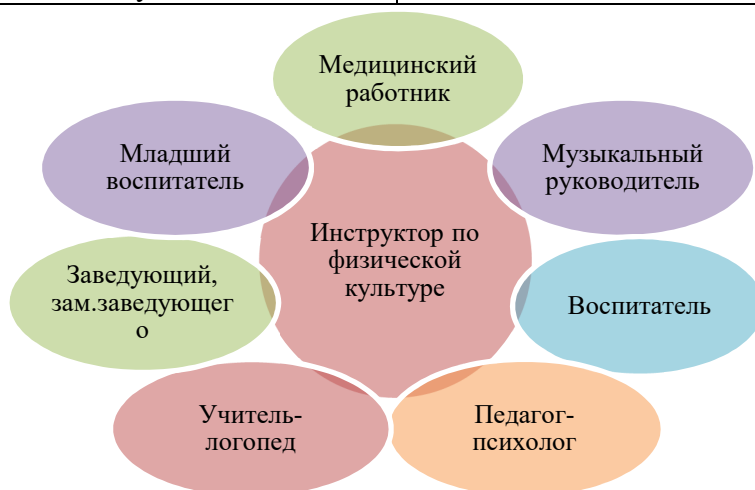 Медицинский
работник
Младший
воспитатель
Музыкальный
руководитель
Инструктор по
физической
культуре
Заведующий,
зам.заведующег
о
Воспитатель
Учитель-
логопед
Педагог-
психолог